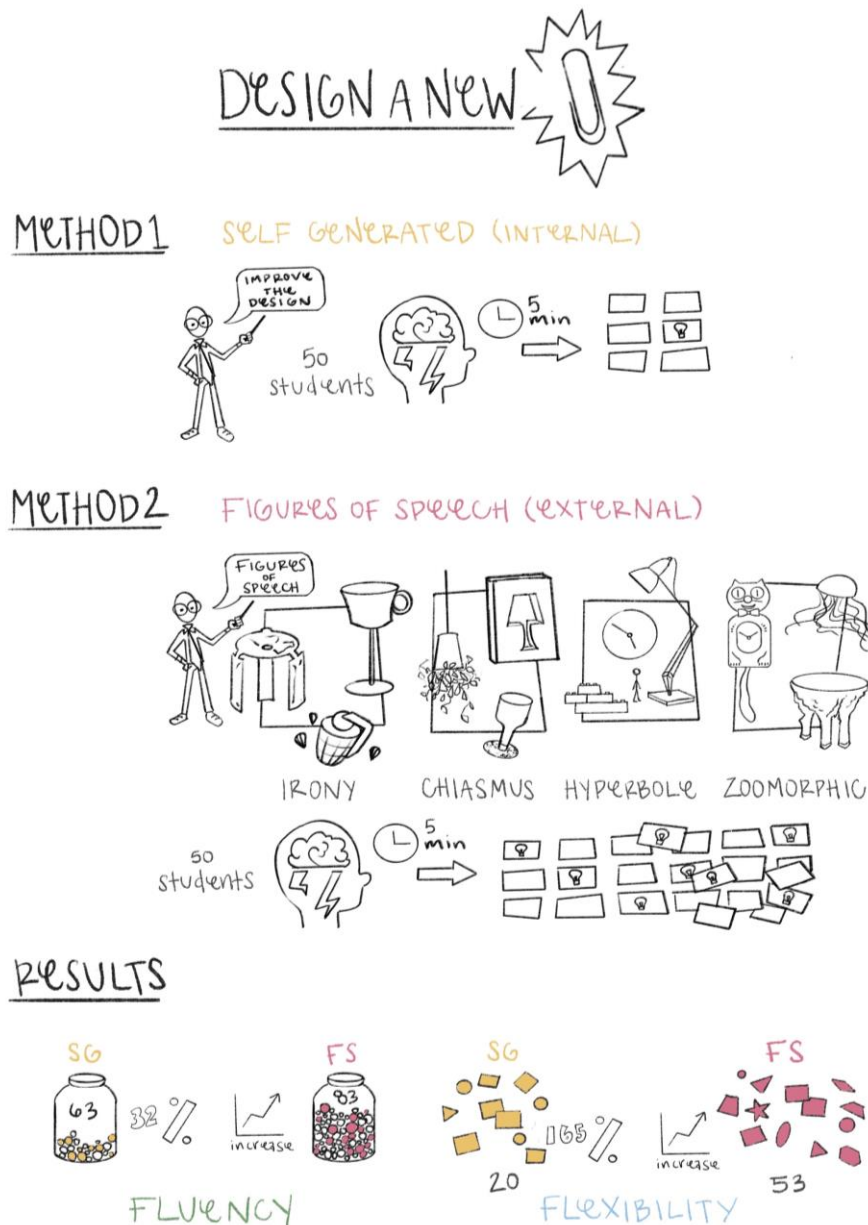 DESIGN A NEW
METHOD 1
SELF GENERATED (INTERNAL)
IMPROVE
THE
DESIGN
50
students
5
min
METHOD 2
FIGURES OF SPEECH (EXTERNAL)
FIGURES
OF
SPEECH
IRONY
CHIASMUS
HYPERBOLE
ZOOMORPHIC
50
students
5
min
RESULTS
SG
63
32%
increase
FS
83
FLUENCY
SG
20
165%
increase
FS
53
FLEXIBILITY